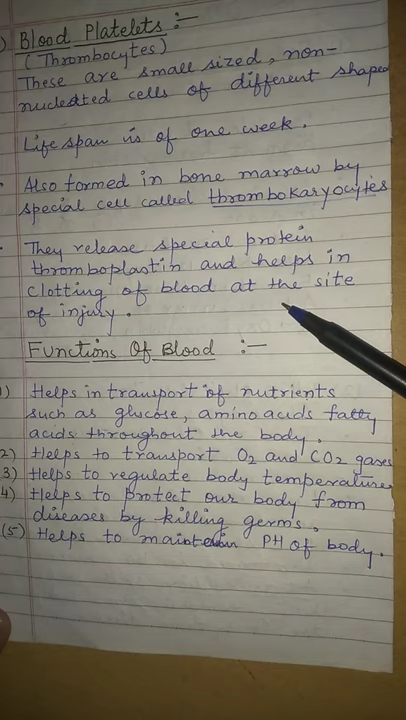 ) Blood Platelets :-
(Thrombocytes)
These are small sized, non-
nucleated cells of different shaped
Life span is of one week.
- Also formed in bone marrow by
special cell called thrombokaryocytes
- They release special protein
thromboplastin and helps in
clotting of blood at the site
of injury.
Functions Of Blood :-
1) Helps in transport of nutrients
such as glucose, amino acids fatty
acids throughout the body.
2) Helps to transport O2 and CO2 gases
3) Helps to regulate body temperature
4) Helps to protect our body from
diseases by killing germs.
(5) Helps to maintain PH of body.